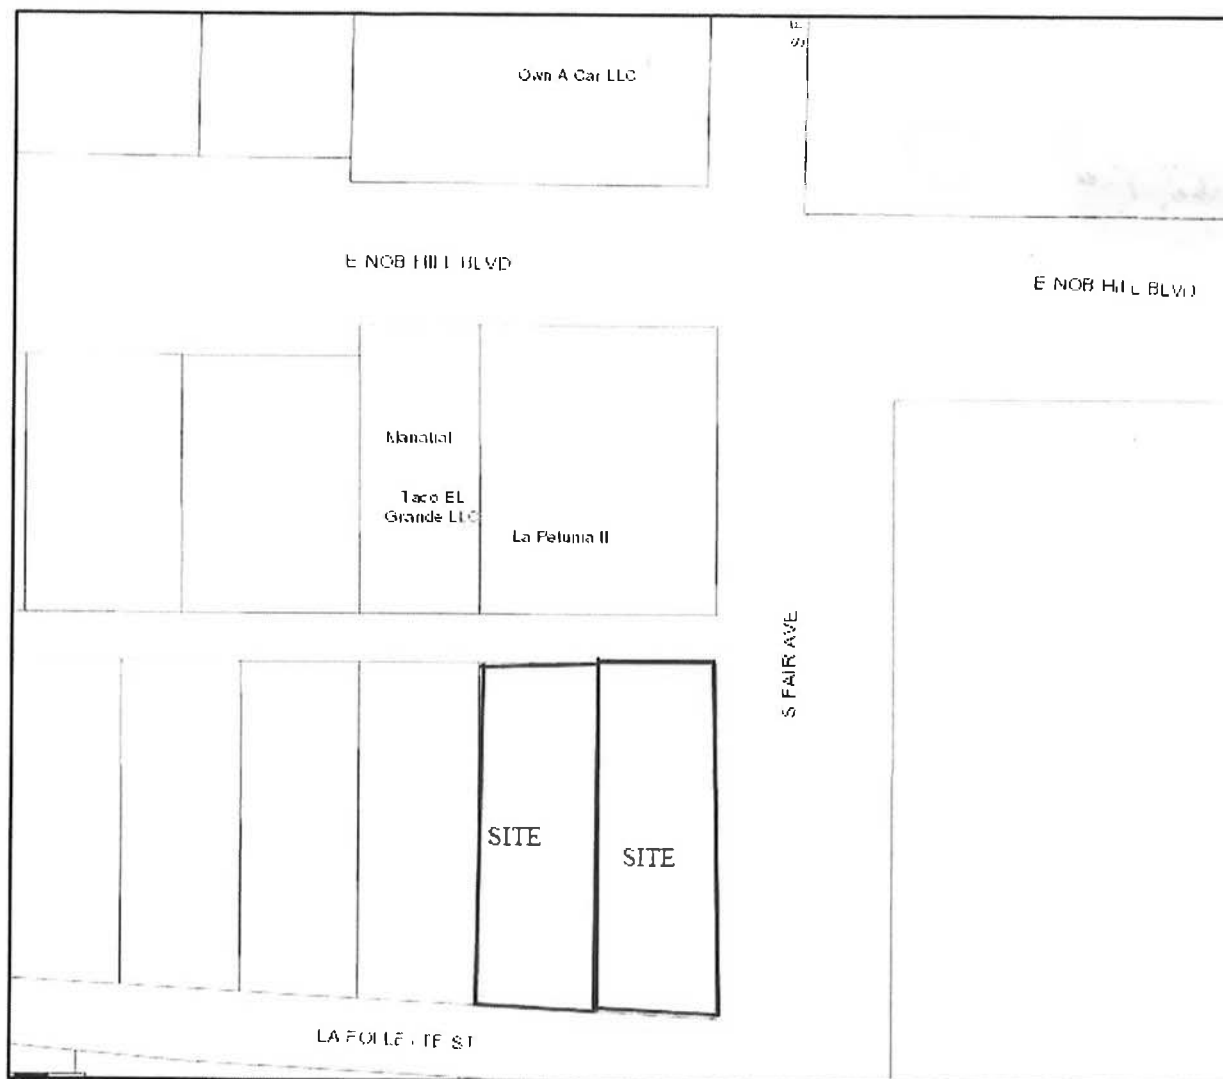 Own A Car LLC
E NOB HILL BLVD
E NOB HILL BLVD
Manatial
Taco EL
Grande LLC
La Petunia II
S FAIR AVE
SITE
SITE
LA FOLLETTE ST